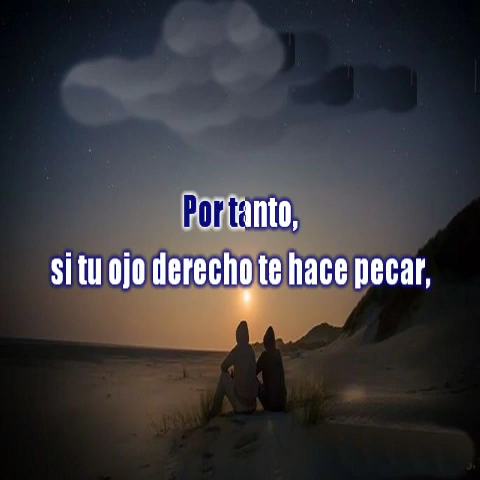 Por tanto,
si tu ojo derecho te hace pecar,